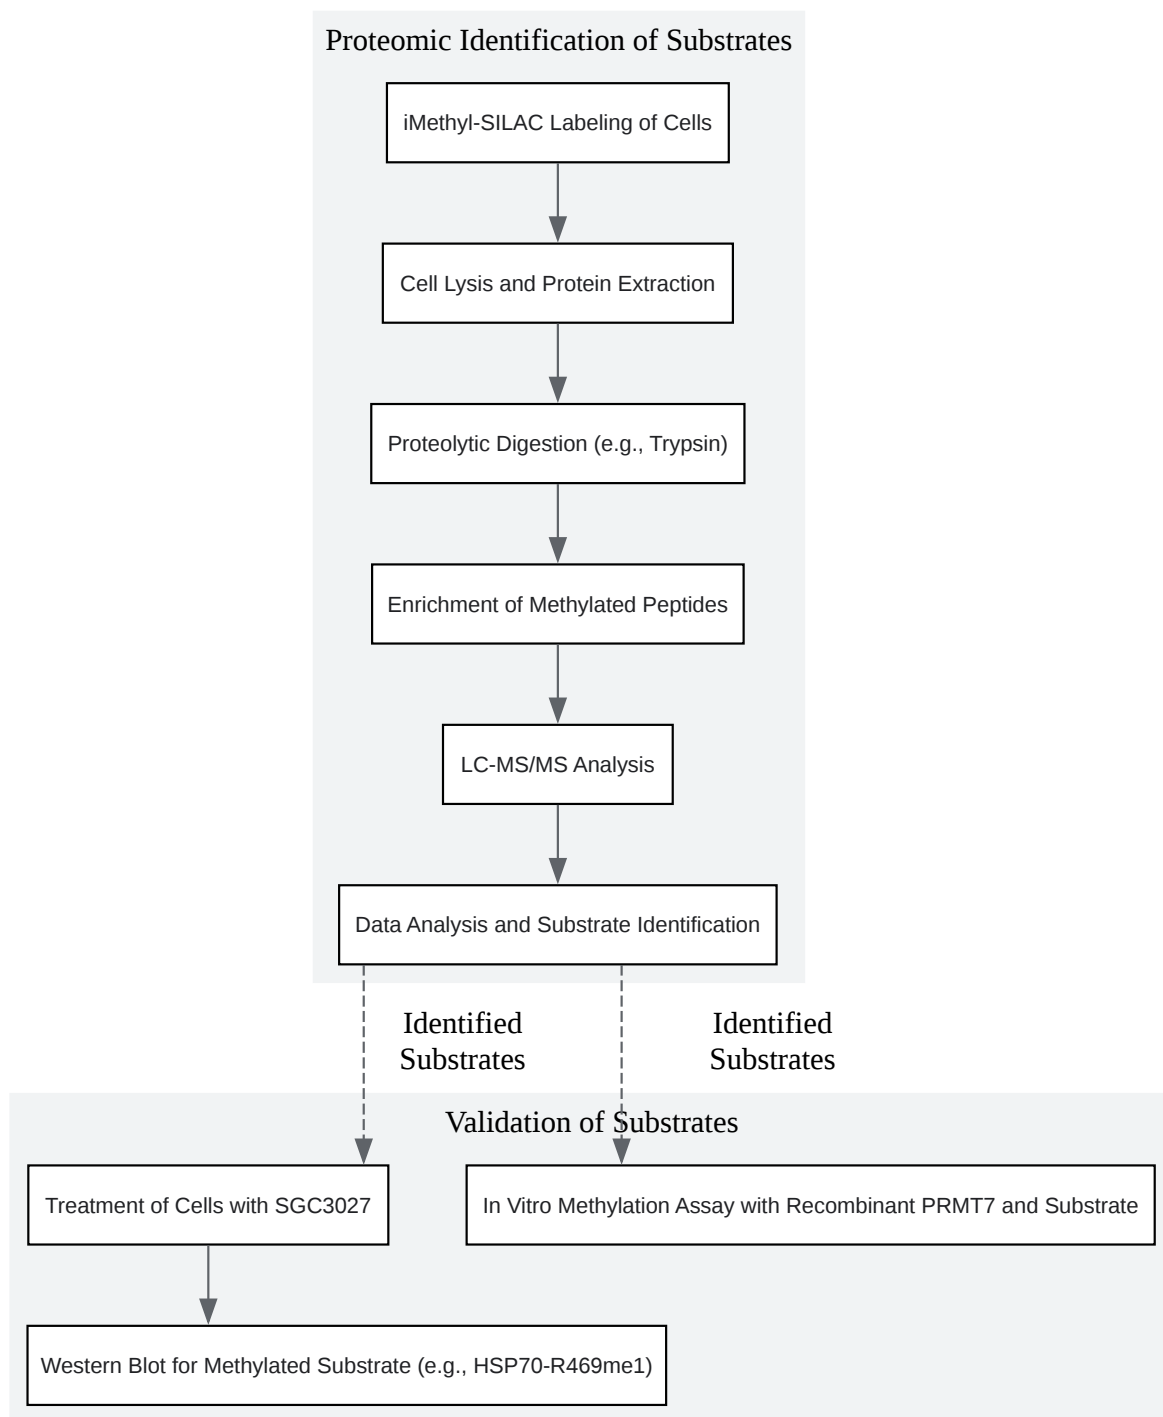 Proteomic Identification of Substrates
iMethyl-SILAC Labeling of Cells
Cell Lysis and Protein Extraction
Proteolytic Digestion (e.g., Trypsin)
Enrichment of Methylated Peptides
LC-MS/MS Analysis
Data Analysis and Substrate Identification
Identified
Substrates
Identified
Substrates
Validation of Substrates
Treatment of Cells with SGC3027
In Vitro Methylation Assay with Recombinant PRMT7 and Substrate
Western Blot for Methylated Substrate (e.g., HSP70-R469me1)